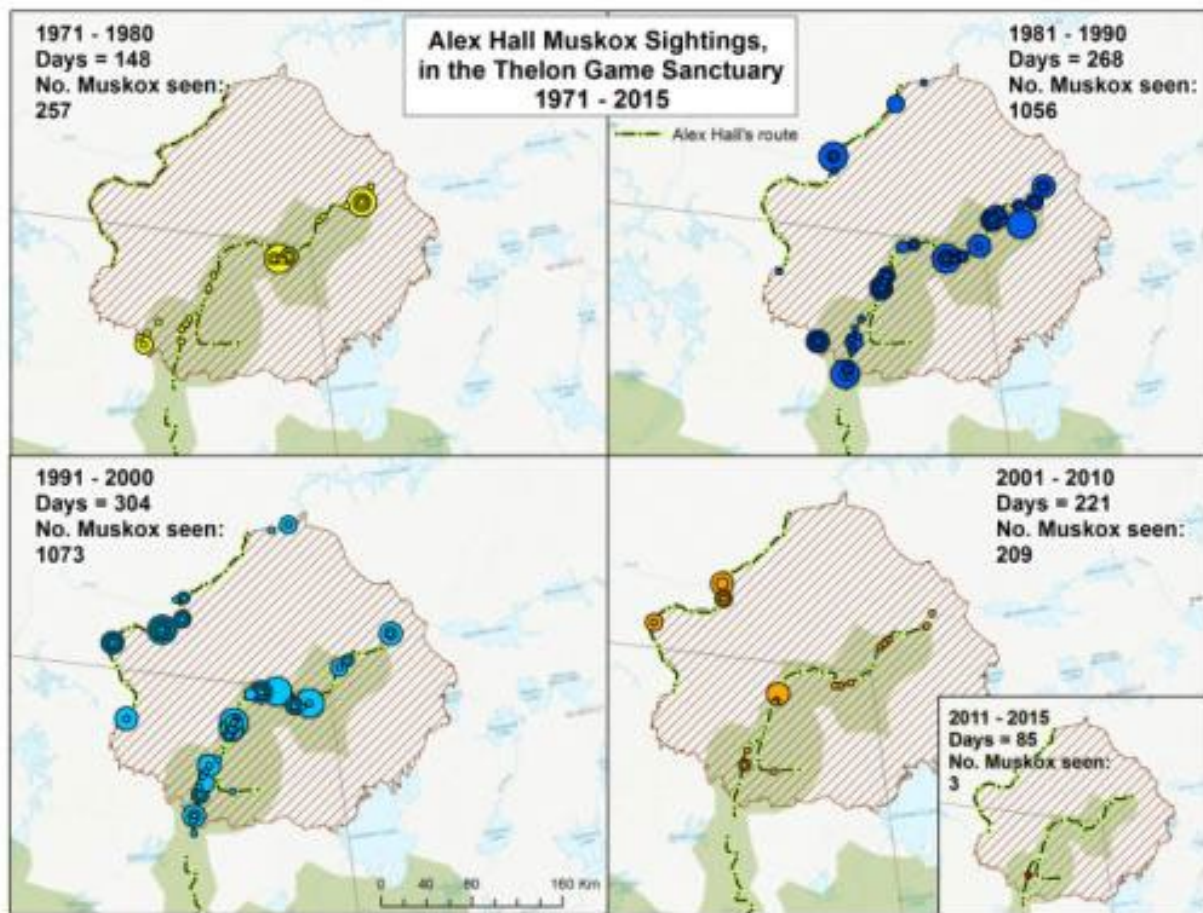 1971 - 1980
Days = 148
No. Muskox seen:
257
Alex Hall Muskox Sightings,
in the Thelon Game Sanctuary
1971 - 2015
Alex Hall's route
1981 - 1990
Days = 268
No. Muskox seen:
1056
1991 - 2000
Days = 304
No. Muskox seen:
1073
0 40 80 160 Km
2001 - 2010
Days = 221
No. Muskox seen:
209
2011 - 2015
Days = 85
No. Muskox seen:
3